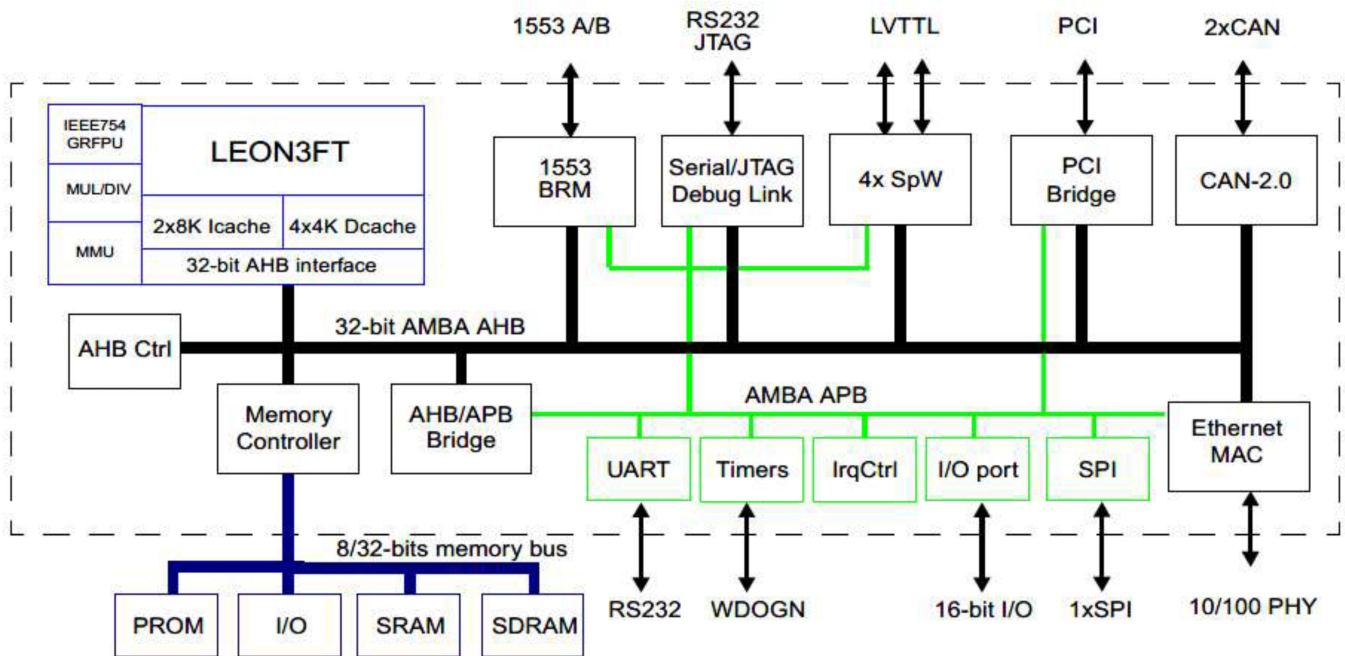 1553 A/B
RS232
JTAG
LVTTL
PCI
2xCAN
IEEE754
GRFPU
LEON3FT
MUL/DIV
2x8K Icache
4x4K Dcache
MMU
32-bit AHB interface
1553
BRM
Serial/JTAG
Debug Link
4x SpW
PCI
Bridge
CAN-2.0
AHB Ctrl
32-bit AMBA AHB
Memory
Controller
AHB/APB
Bridge
AMBA APB
UART
Timers
IrqCtrl
I/O port
SPI
Ethernet
MAC
8/32-bits memory bus
PROM
I/O
SRAM
SDRAM
RS232
WDOGN
16-bit I/O
1xSPI
10/100 PHY